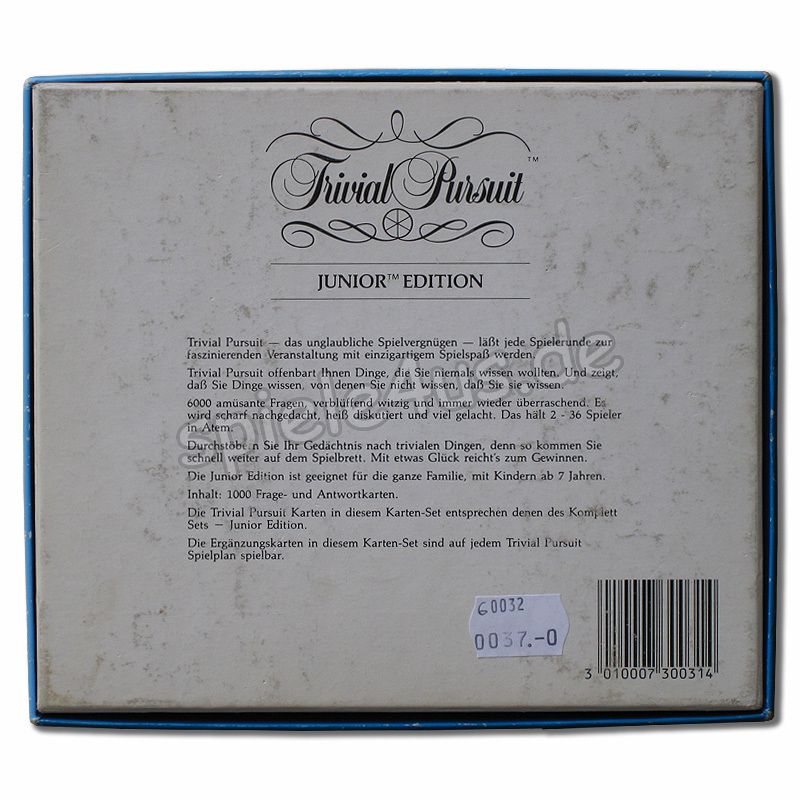 Trivial Pursuit ™
JUNIOR™ EDITION
Trivial Pursuit — das unglaubliche Spielvergnügen — läßt jede Spielerunde zur
faszinierenden Veranstaltung mit einzigartigem Spielspaß werden.
Trivial Pursuit offenbart Ihnen Dinge, die Sie niemals wissen wollten. Und zeigt,
daß Sie Dinge wissen, von denen Sie nicht wissen, daß Sie sie wissen.
6000 amüsante Fragen, verblüffend witzig und immer wieder überraschend. Es
wird scharf nachgedacht, heiß diskutiert und viel gelacht. Das hält 2 - 36 Spieler
in Atem.
Durchstöbern Sie Ihr Gedächtnis nach trivialen Dingen, denn so kommen Sie
schnell weiter auf dem Spielbrett. Mit etwas Glück reicht's zum Gewinnen.
Die Junior Edition ist geeignet für die ganze Familie, mit Kindern ab 7 Jahren.
Inhalt: 1000 Frage- und Antwortkarten.
Die Trivial Pursuit Karten in diesem Karten-Set entsprechen denen des Komplett
Sets — Junior Edition.
Die Ergänzungskarten in diesem Karten-Set sind auf jedem Trivial Pursuit
Spielplan spielbar.
spiele4us.de
60032
0037.-0
3 010007 300314